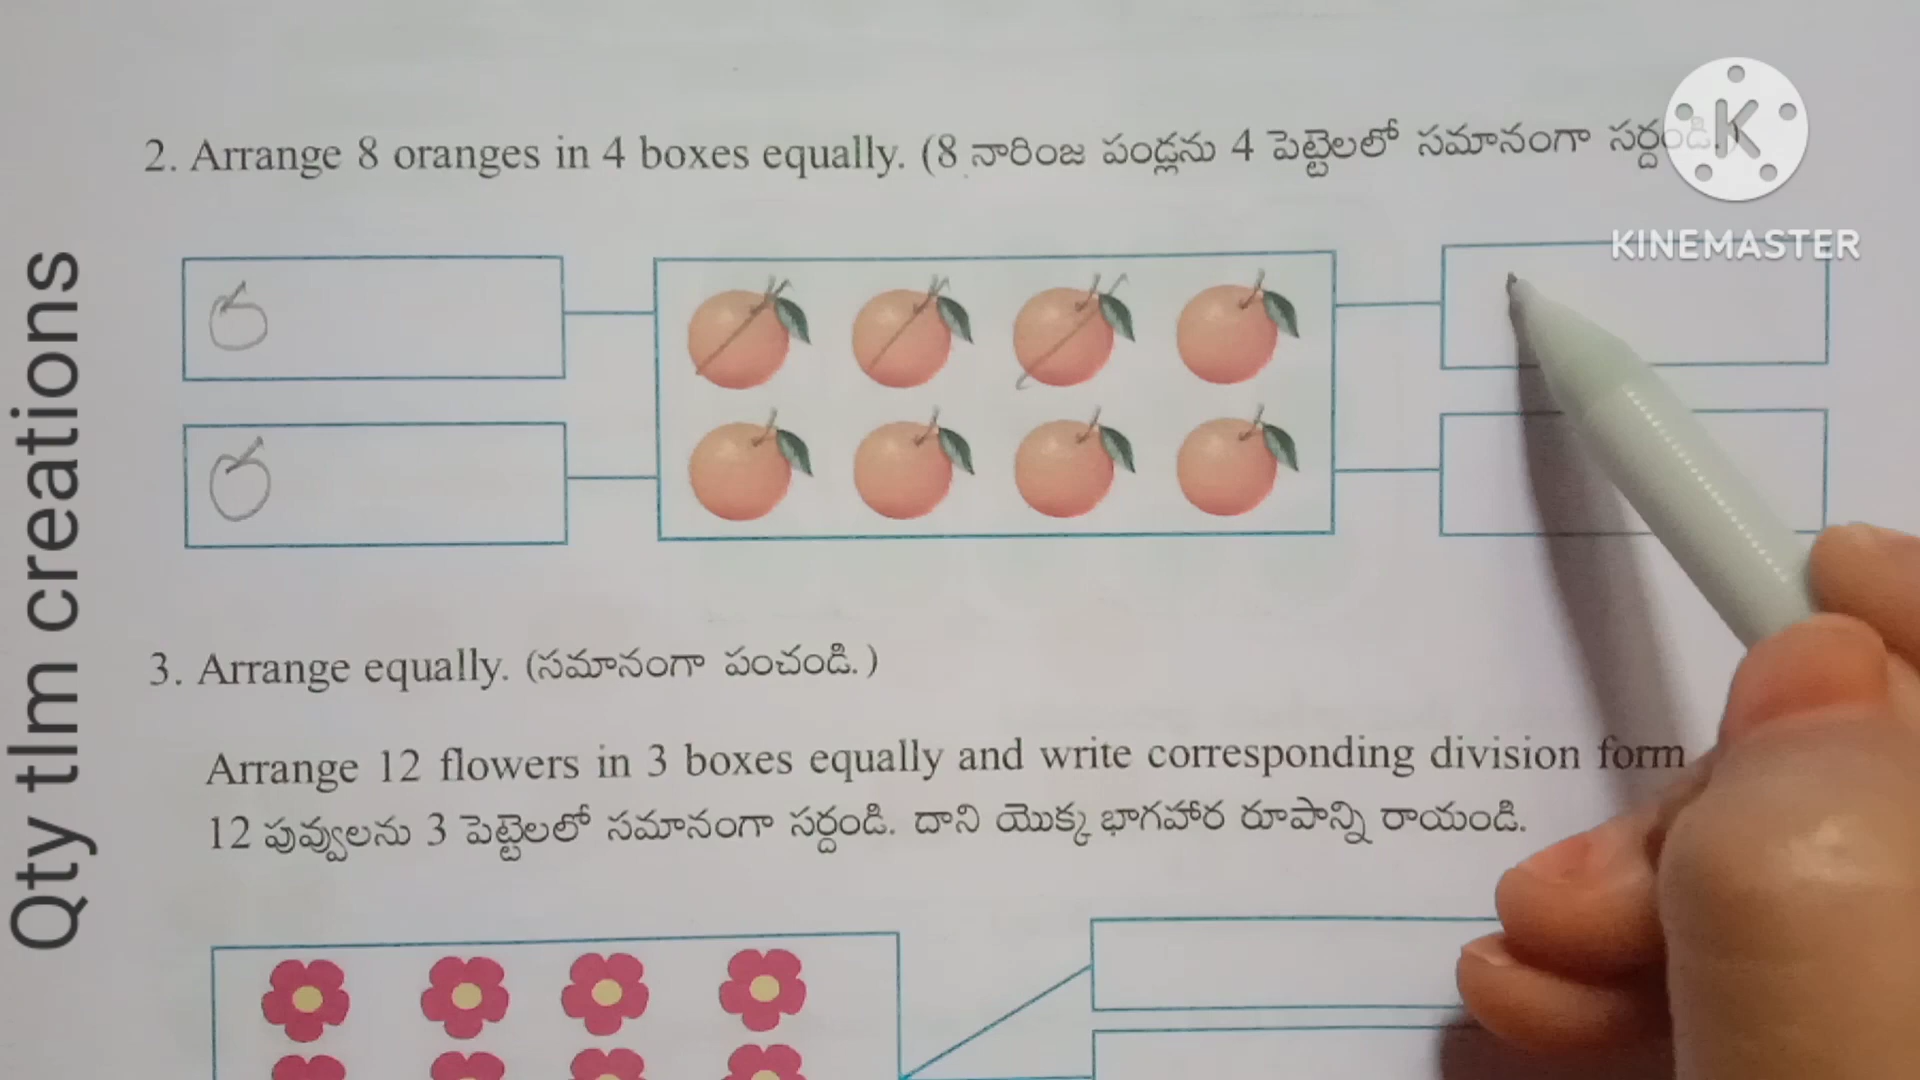 2. Arrange 8 oranges in 4 boxes equally. (8 నారింజ పండ్లను 4 పెట్టెలలో సమానంగా సర్దండి.)
KINEMASTER
Qty tlm creations
3. Arrange equally. (సమానంగా పంచండి.)
Arrange 12 flowers in 3 boxes equally and write corresponding division form
12 పువ్వులను 3 పెట్టెలలో సమానంగా సర్దండి. దాని యొక్క భాగహార రూపాన్ని రాయండి.